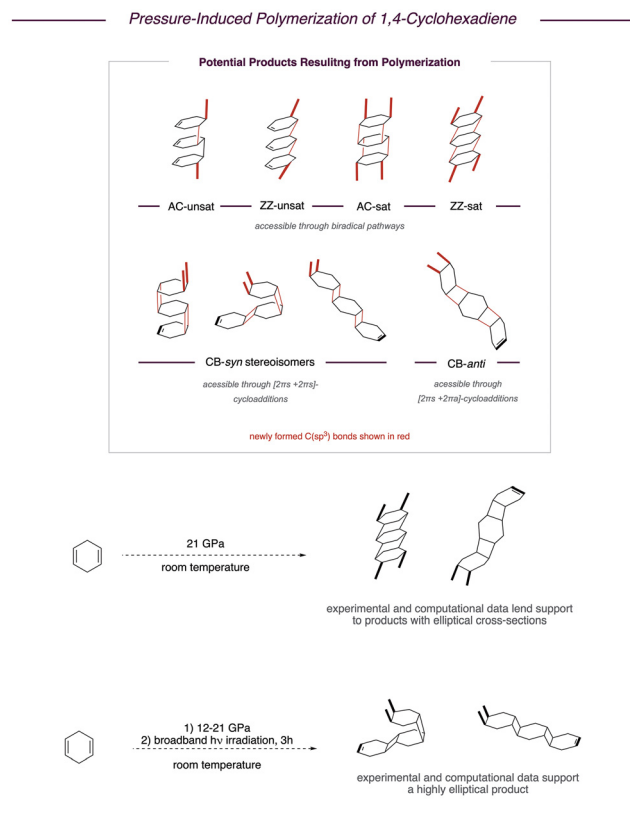 Pressure-Induced Polymerization of 1,4-Cyclohexadiene
Potential Products Resulitng from Polymerization
AC-unsat
ZZ-unsat
AC-sat
ZZ-sat
accessible through biradical pathways
CB-syn stereoisomers
CB-anti
acessible through [2πs +2πs]-
cycloadditions
acessible through
[2πs +2πa]-cycloadditions
newly formed C(sp³) bonds shown in red
21 GPa
room temperature
experimental and computational data lend support
to products with elliptical cross-sections
1) 12-21 GPa
2) broadband hν irradiation, 3h
room temperature
experimental and computational data support
a highly elliptical product